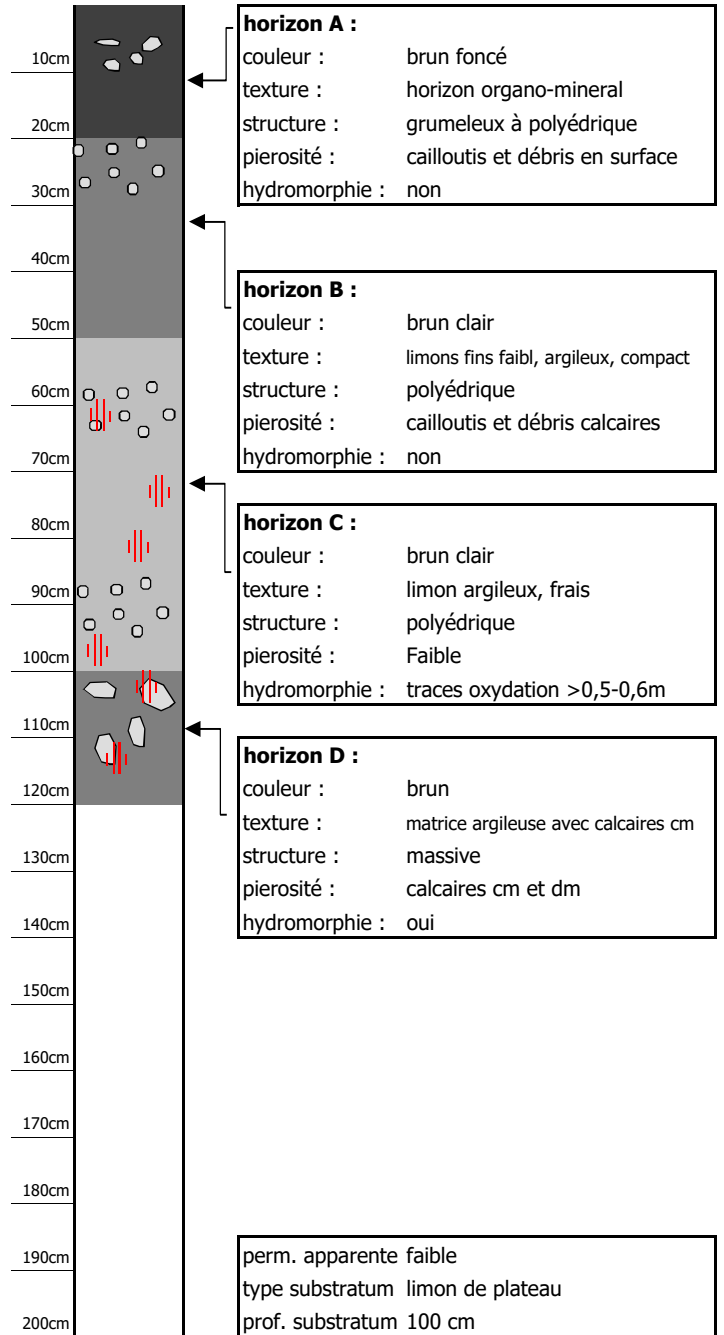 10cm
20cm
30cm
40cm
50cm
60cm
70cm
80cm
90cm
100cm
110cm
120cm
130cm
140cm
150cm
160cm
170cm
180cm
190cm
200cm
horizon A :
couleur : brun foncé
texture : horizon organo-mineral
structure : grumeleux à polyédrique
pierosité : cailloutis et débris en surface
hydromorphie : non
horizon B :
couleur : brun clair
texture : limons fins faibl, argileux, compact
structure : polyédrique
pierosité : cailloutis et débris calcaires
hydromorphie : non
horizon C :
couleur : brun clair
texture : limon argileux, frais
structure : polyédrique
pierosité : Faible
hydromorphie : traces oxydation >0,5-0,6m
horizon D :
couleur : brun
texture : matrice argileuse avec calcaires cm
structure : massive
pierosité : calcaires cm et dm
hydromorphie : oui
perm. apparente faible
type substratum limon de plateau
prof. substratum 100 cm